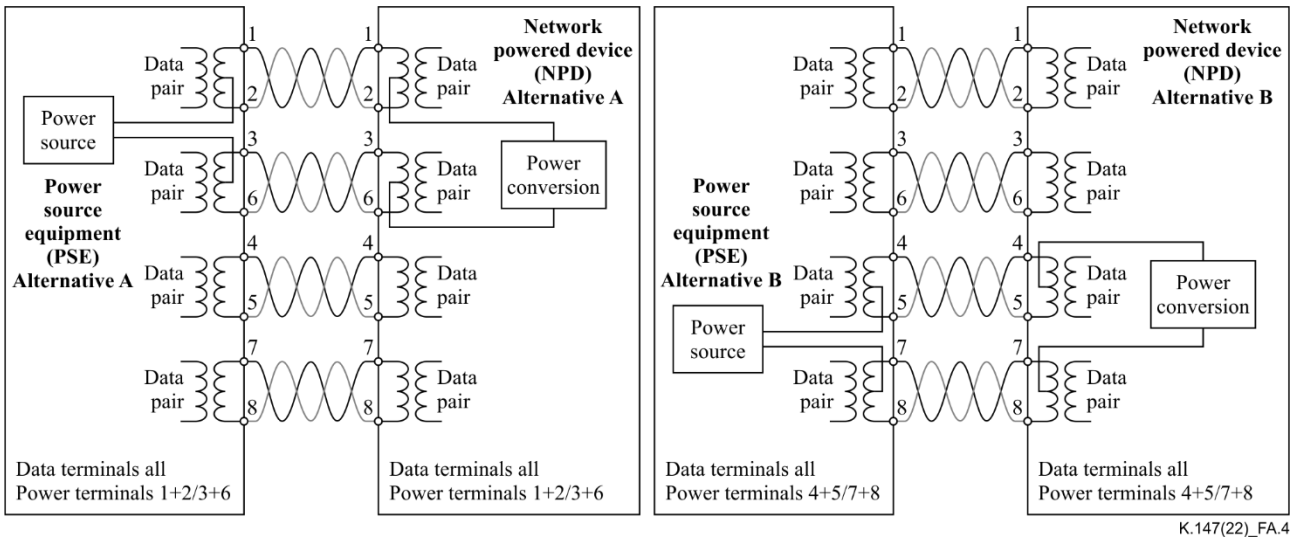 1
1
Network
powered device
(NPD)
Alternative A
Data
pair
Data
pair
2
2
Power
source
3
3
Data
pair
Data
pair
Power
conversion
6
6
Power
source
equipment
(PSE)
Alternative A
4
4
Data
pair
Data
pair
5
5
7
7
Data
pair
Data
pair
8
8
Data terminals all
Power terminals 1+2/3+6
Data terminals all
Power terminals 1+2/3+6
1
1
Network
powered device
(NPD)
Alternative B
Data
pair
Data
pair
2
2
3
3
Data
pair
Data
pair
6
6
Power
source
equipment
(PSE)
Alternative B
4
4
Data
pair
Data
pair
5
5
Power
conversion
Power
source
7
7
Data
pair
Data
pair
8
8
Data terminals all
Power terminals 4+5/7+8
Data terminals all
Power terminals 4+5/7+8
K.147(22)_FA.4